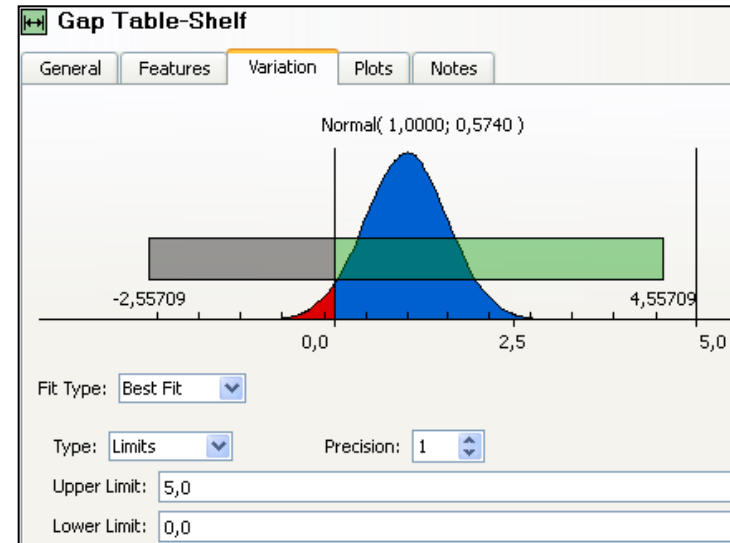 Gap Table-Shelf
General Features Variation Plots Notes
Normal( 1,0000; 0,5740 )
-2,55709 4,55709
0,0 2,5 5,0
Fit Type: Best Fit
Type: Limits Precision: 1
Upper Limit: 5,0
Lower Limit: 0,0